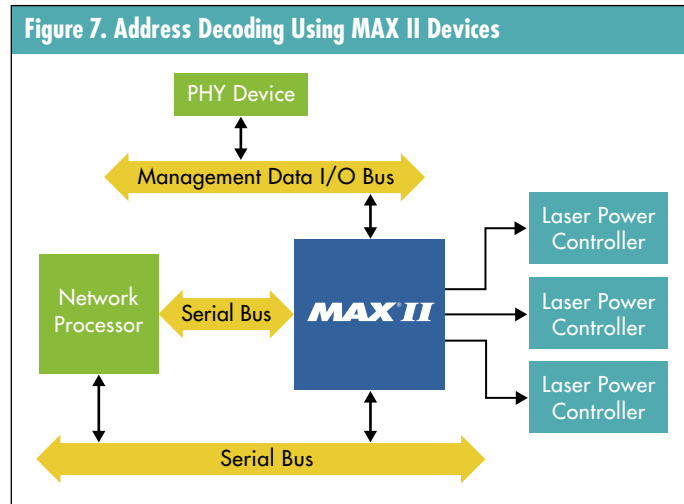 Figure 7. Address Decoding Using MAX II Devices
PHY Device
Management Data I/O Bus
Laser Power
Controller
Network
Processor
Serial Bus
MAX® II
Laser Power
Controller
Laser Power
Controller
Serial Bus